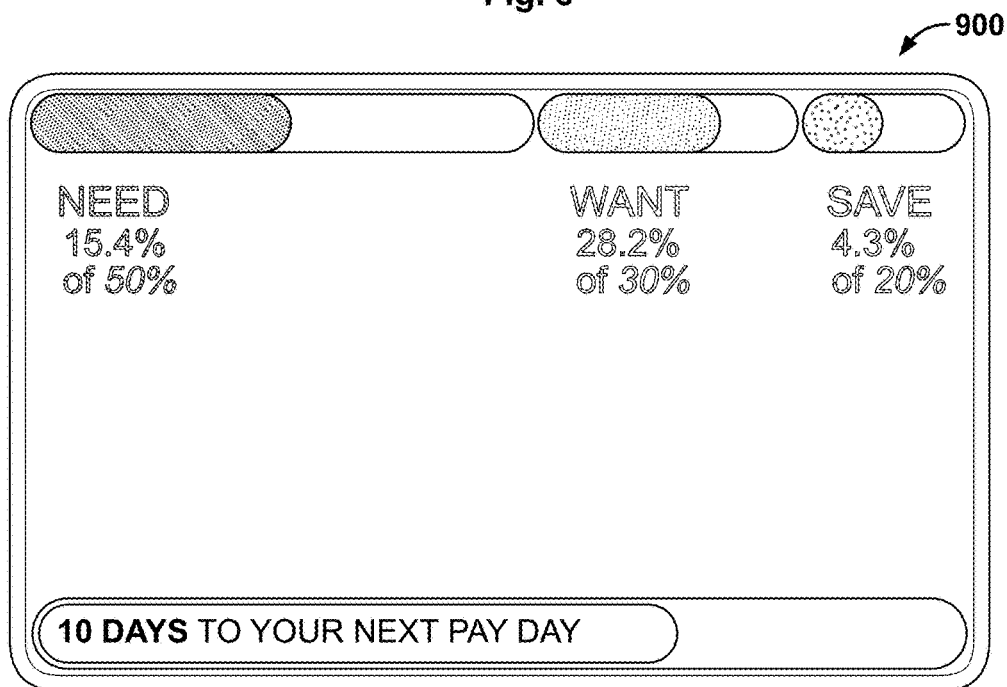 900
NEED
15.4%
of 50%
WANT
28.2%
of 30%
SAVE
4.3%
of 20%
10 DAYS TO YOUR NEXT PAY DAY